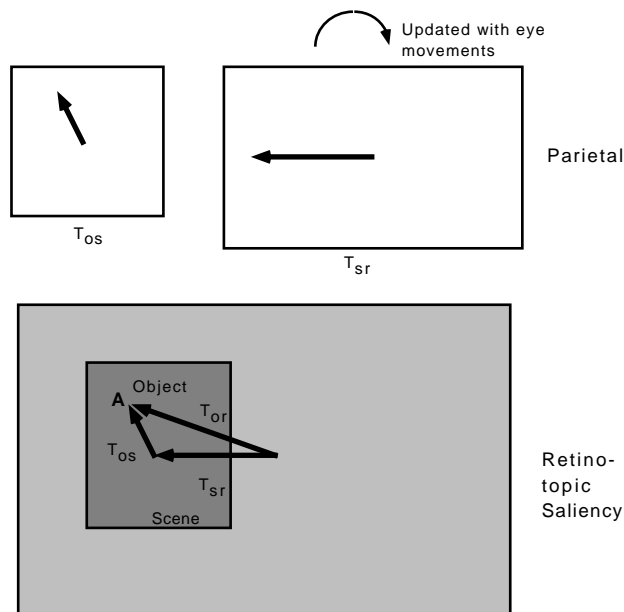 Updated with eye
movements
Parietal
Tos
Tsr
Object
A
Tor
Tos
Tsr
Scene
Retino-
topic
Saliency